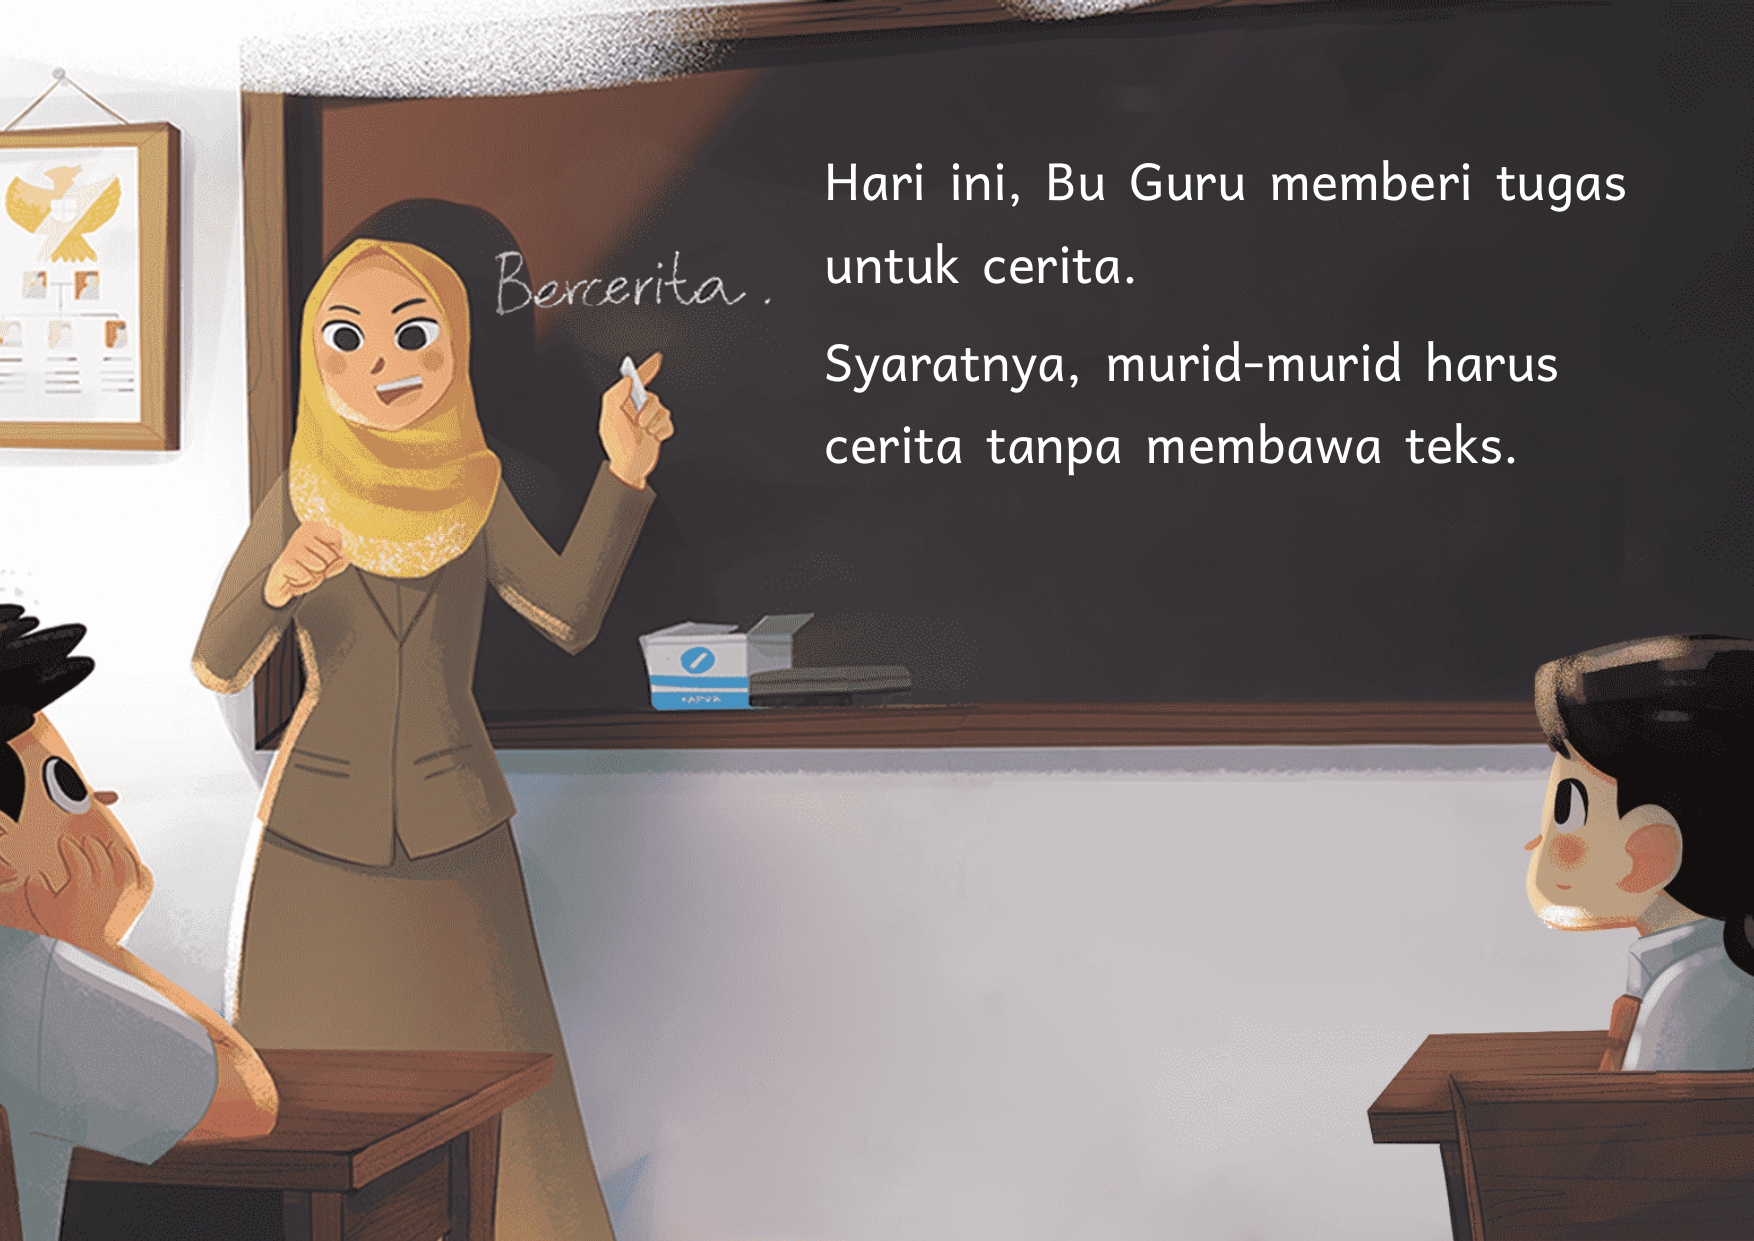 Bercerita.
Hari ini, Bu Guru memberi tugas
untuk cerita.
Syaratnya, murid-murid harus
cerita tanpa membawa teks.